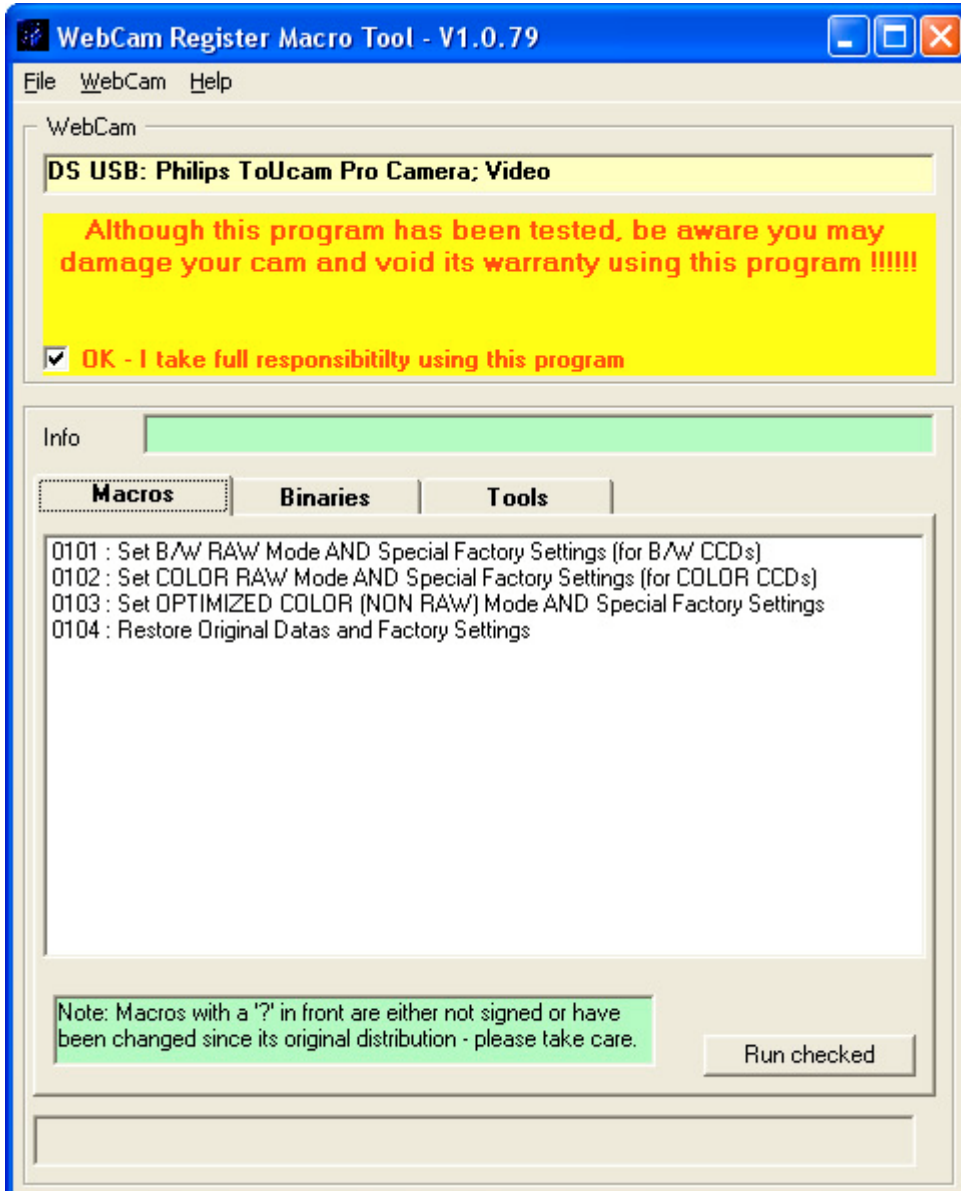 WebCam Register Macro Tool - V1.0.79
File WebCam Help
WebCam
DS USB: Philips ToUcam Pro Camera; Video
Although this program has been tested, be aware you may
damage your cam and void its warranty using this program !!!!!!
OK - I take full responsibitilty using this program
Info
Macros Binaries Tools
0101 : Set B/W RAW Mode AND Special Factory Settings (for B/W CCDs)
0102 : Set COLOR RAW Mode AND Special Factory Settings (for COLOR CCDs)
0103 : Set OPTIMIZED COLOR (NON RAW) Mode AND Special Factory Settings
0104 : Restore Original Datas and Factory Settings
Note: Macros with a '?' in front are either not signed or have
been changed since its original distribution - please take care.
Run checked